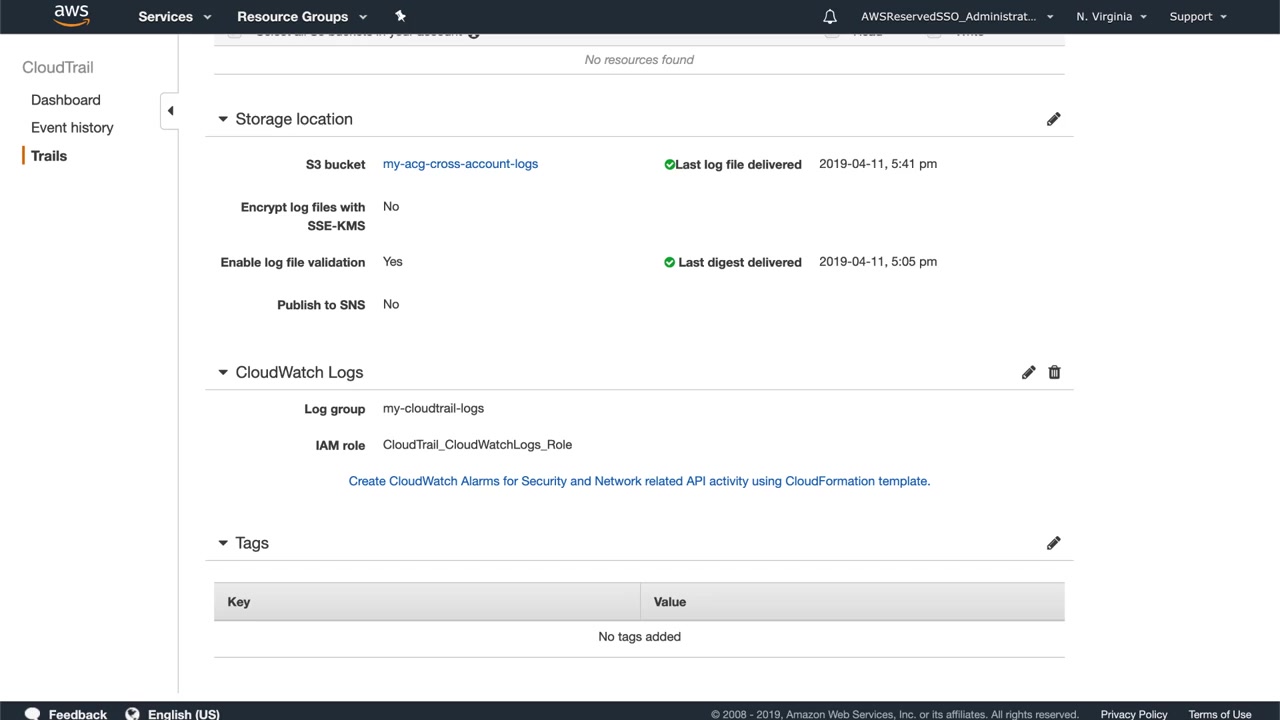 aws
Services
Resource Groups
AWSReservedSSO_Administrat...
N. Virginia
Support
CloudTrail
Dashboard
Event history
Trails
No resources found
Storage location
S3 bucket my-acg-cross-account-logs
Last log file delivered 2019-04-11, 5:41 pm
Encrypt log files with
SSE-KMS
No
Enable log file validation Yes
Last digest delivered 2019-04-11, 5:05 pm
Publish to SNS No
CloudWatch Logs
Log group my-cloudtrail-logs
IAM role CloudTrail_CloudWatchLogs_Role
Create CloudWatch Alarms for Security and Network related API activity using CloudFormation template.
Tags
Key Value
No tags added
Feedback
English (US)
© 2008 - 2019, Amazon Web Services, Inc. or its affiliates. All rights reserved.
Privacy Policy
Terms of Use